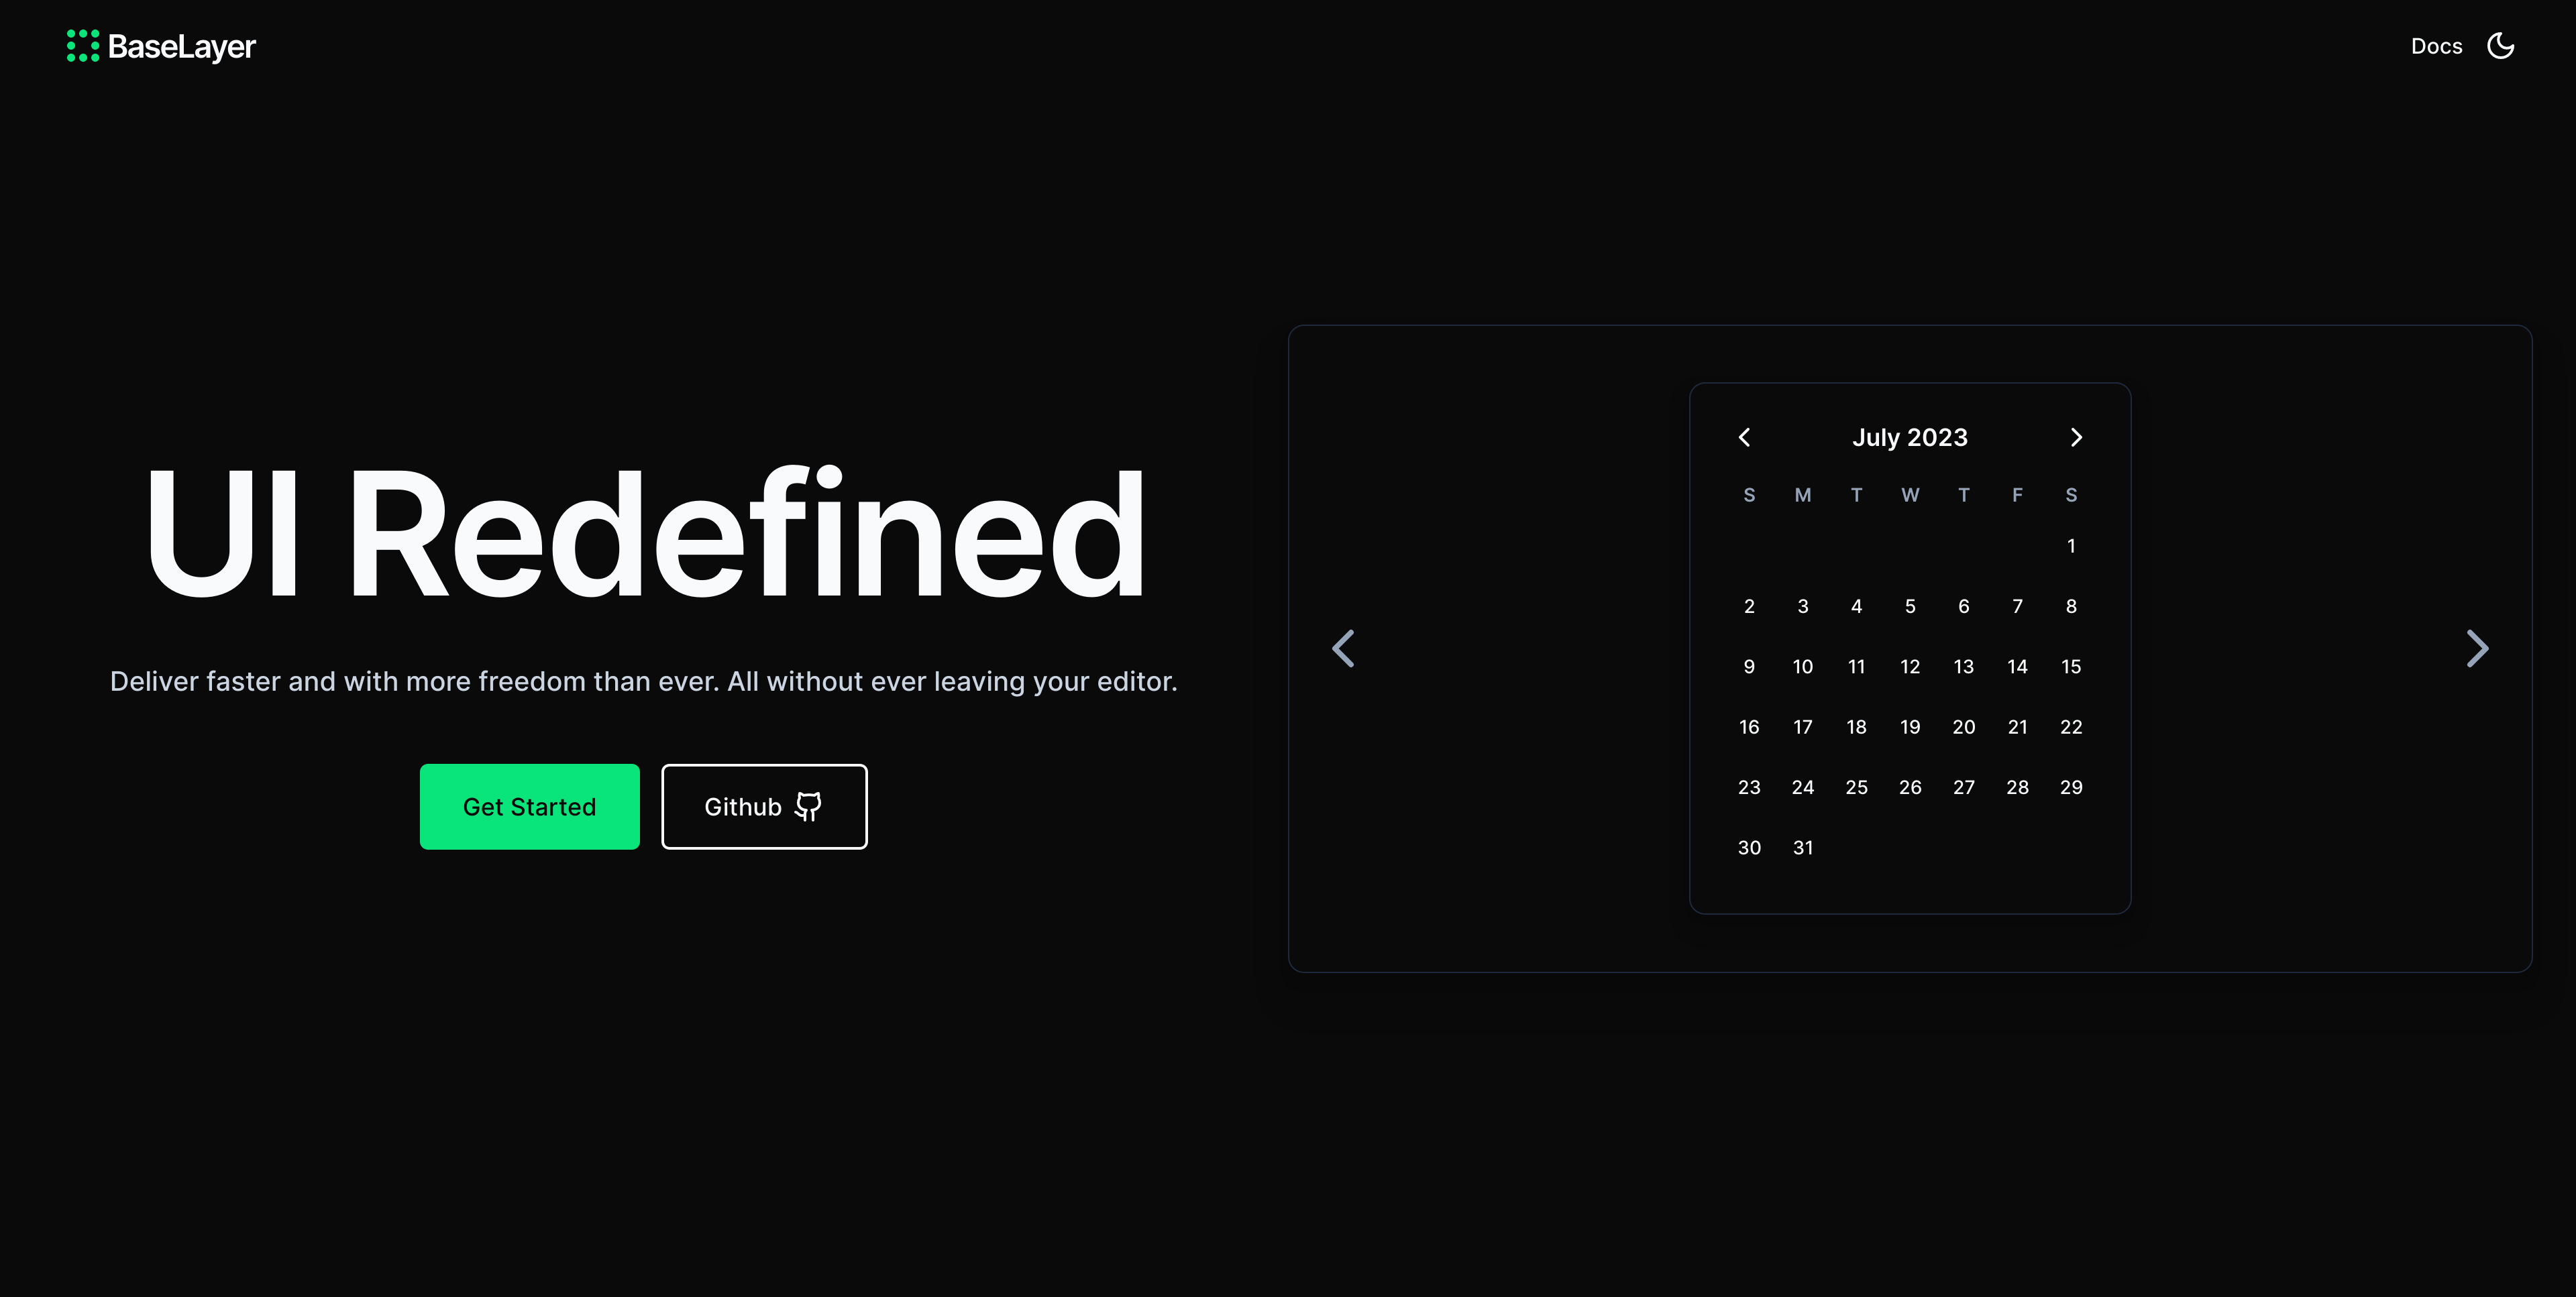 BaseLayer
Docs
UI Redefined
Deliver faster and with more freedom than ever. All without ever leaving your editor.
Get Started
Github
July 2023
S M T W T F S
1
2 3 4 5 6 7 8
9 10 11 12 13 14 15
16 17 18 19 20 21 22
23 24 25 26 27 28 29
30 31